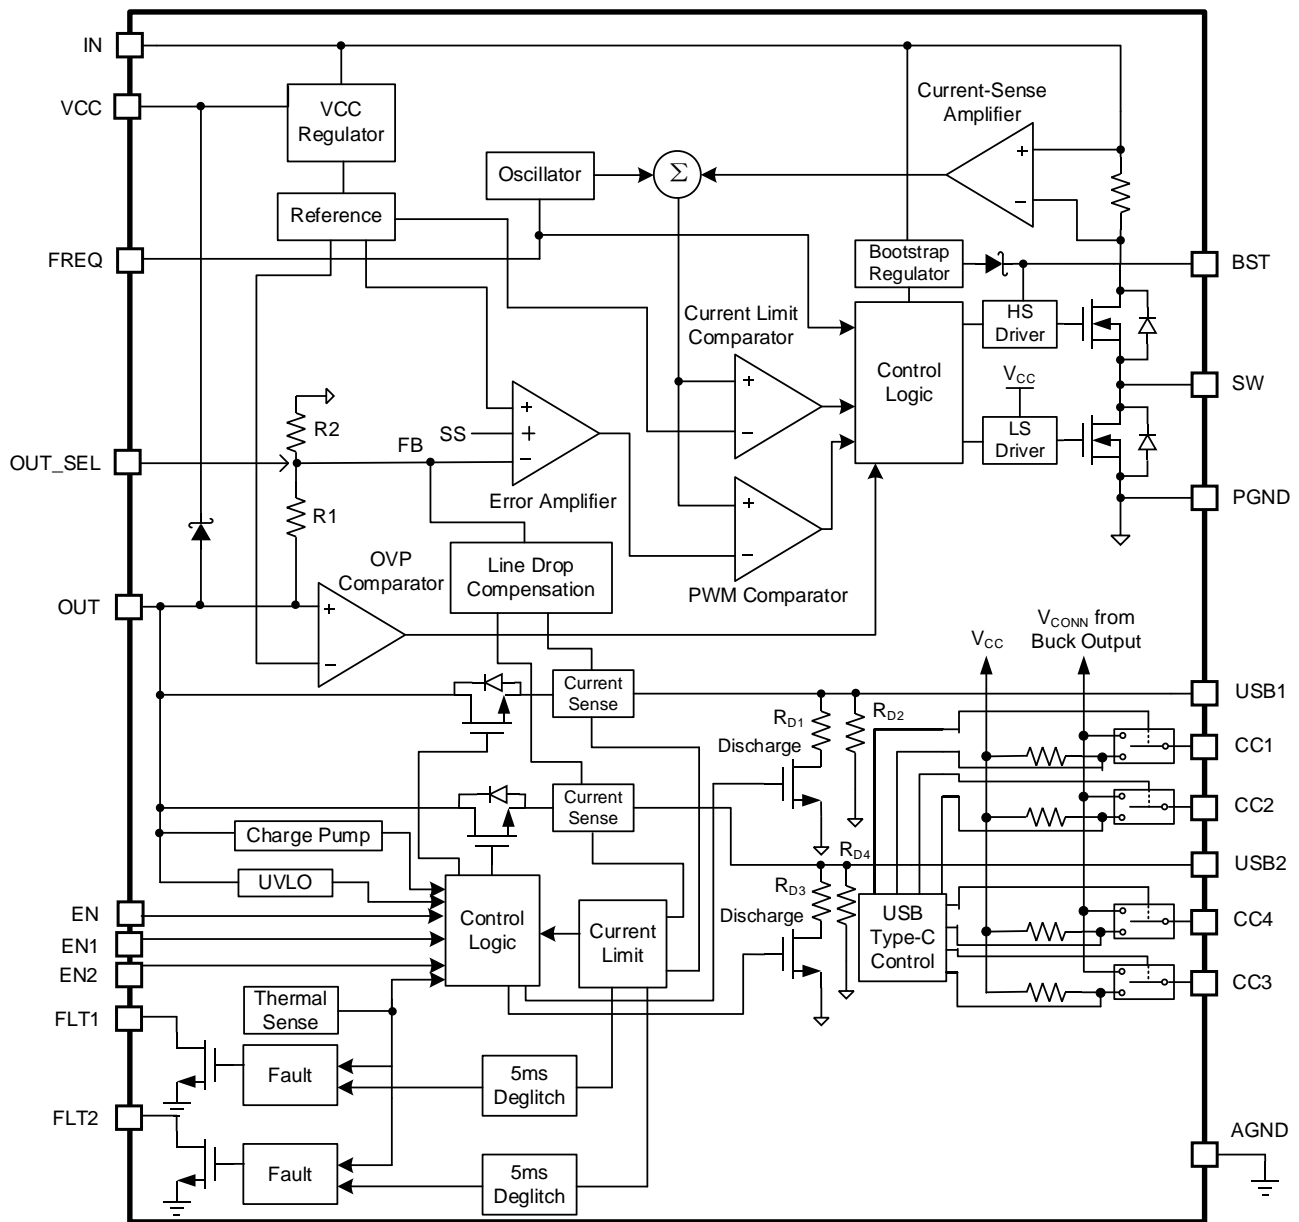 IN
VCC
VCC
Regulator
Current-Sense
Amplifier
+
−
Oscillator
Σ
Reference
FREQ
Bootstrap
Regulator
BST
Current Limit
Comparator
HS
Driver
+
−
Control
Logic
VCC
SW
R2
SS
+
+
−
FB
LS
Driver
OUT_SEL
Error Amplifier
R1
+
−
PGND
OVP
Comparator
Line Drop
Compensation
PWM Comparator
OUT
+
−
VCC
VCONN from
Buck Output
Current
Sense
USB1
RD1
RD2
Discharge
CC1
Current
Sense
CC2
Charge Pump
RD4
USB2
UVLO
RD3
EN
Control
Logic
Current
Limit
Discharge
USB
Type-C
Control
CC4
EN1
EN2
CC3
Thermal
Sense
FLT1
Fault
5ms
Deglitch
FLT2
AGND
Fault
5ms
Deglitch